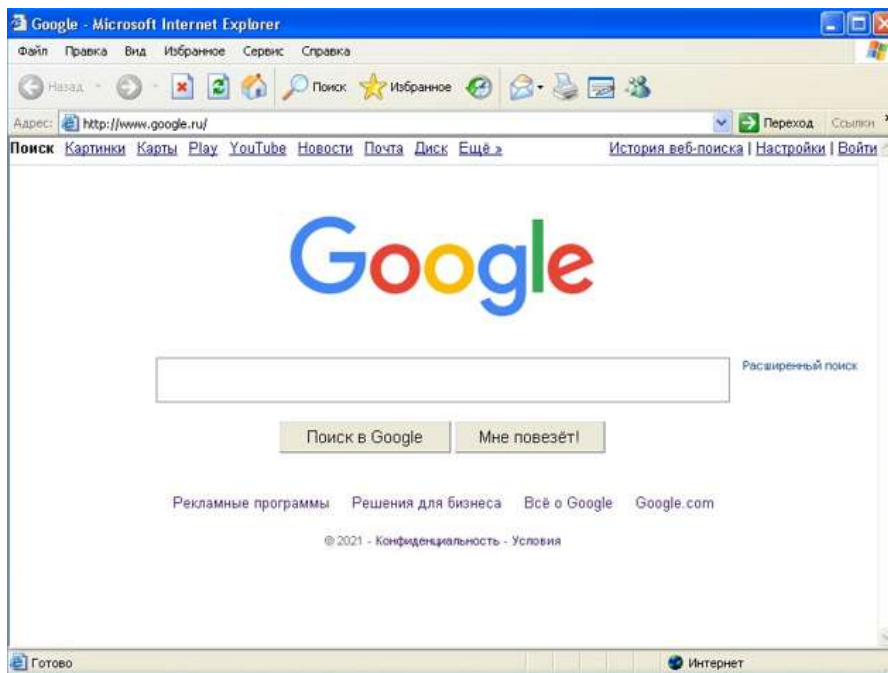 Google - Microsoft Internet Explorer
Файл Правка Вид Избранное Сервис Справка
Назад Поиск Избранное
Адрес: http://www.google.ru/ Переход Ссылки »
Поиск Картинки Карты Play YouTube Новости Почта Диск Ещё » История веб-поиска | Настройки | Войти
Google
Расширенный поиск
Поиск в Google Мне повезёт!
Рекламные программы Решения для бизнеса Всё о Google Google.com
© 2021 - Конфиденциальность - Условия
Готово Интернет